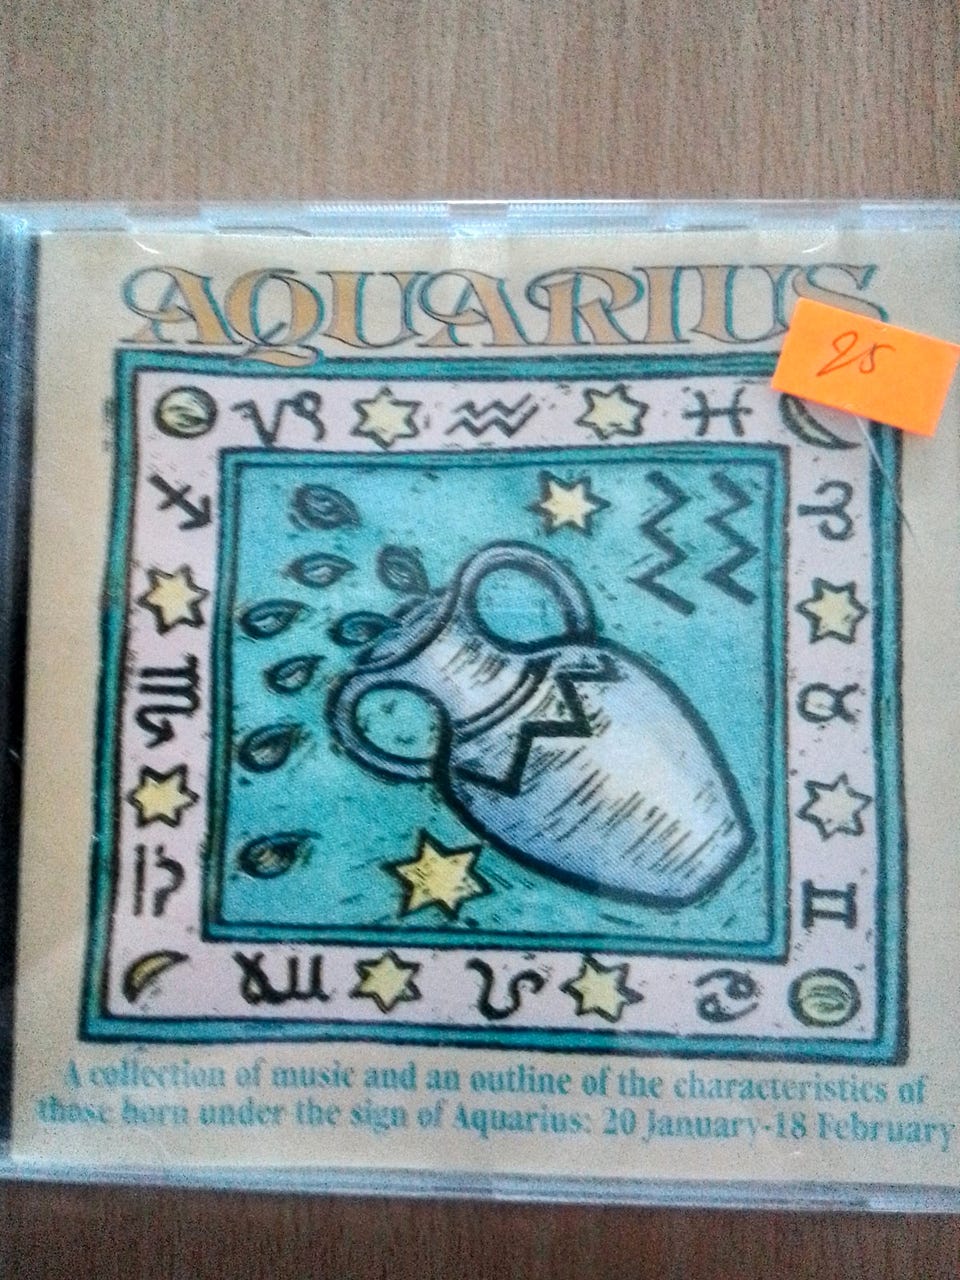 AQUARIUS
25
A collection of music and an outline of the characteristics of
those born under the sign of Aquarius: 20 January-18 February